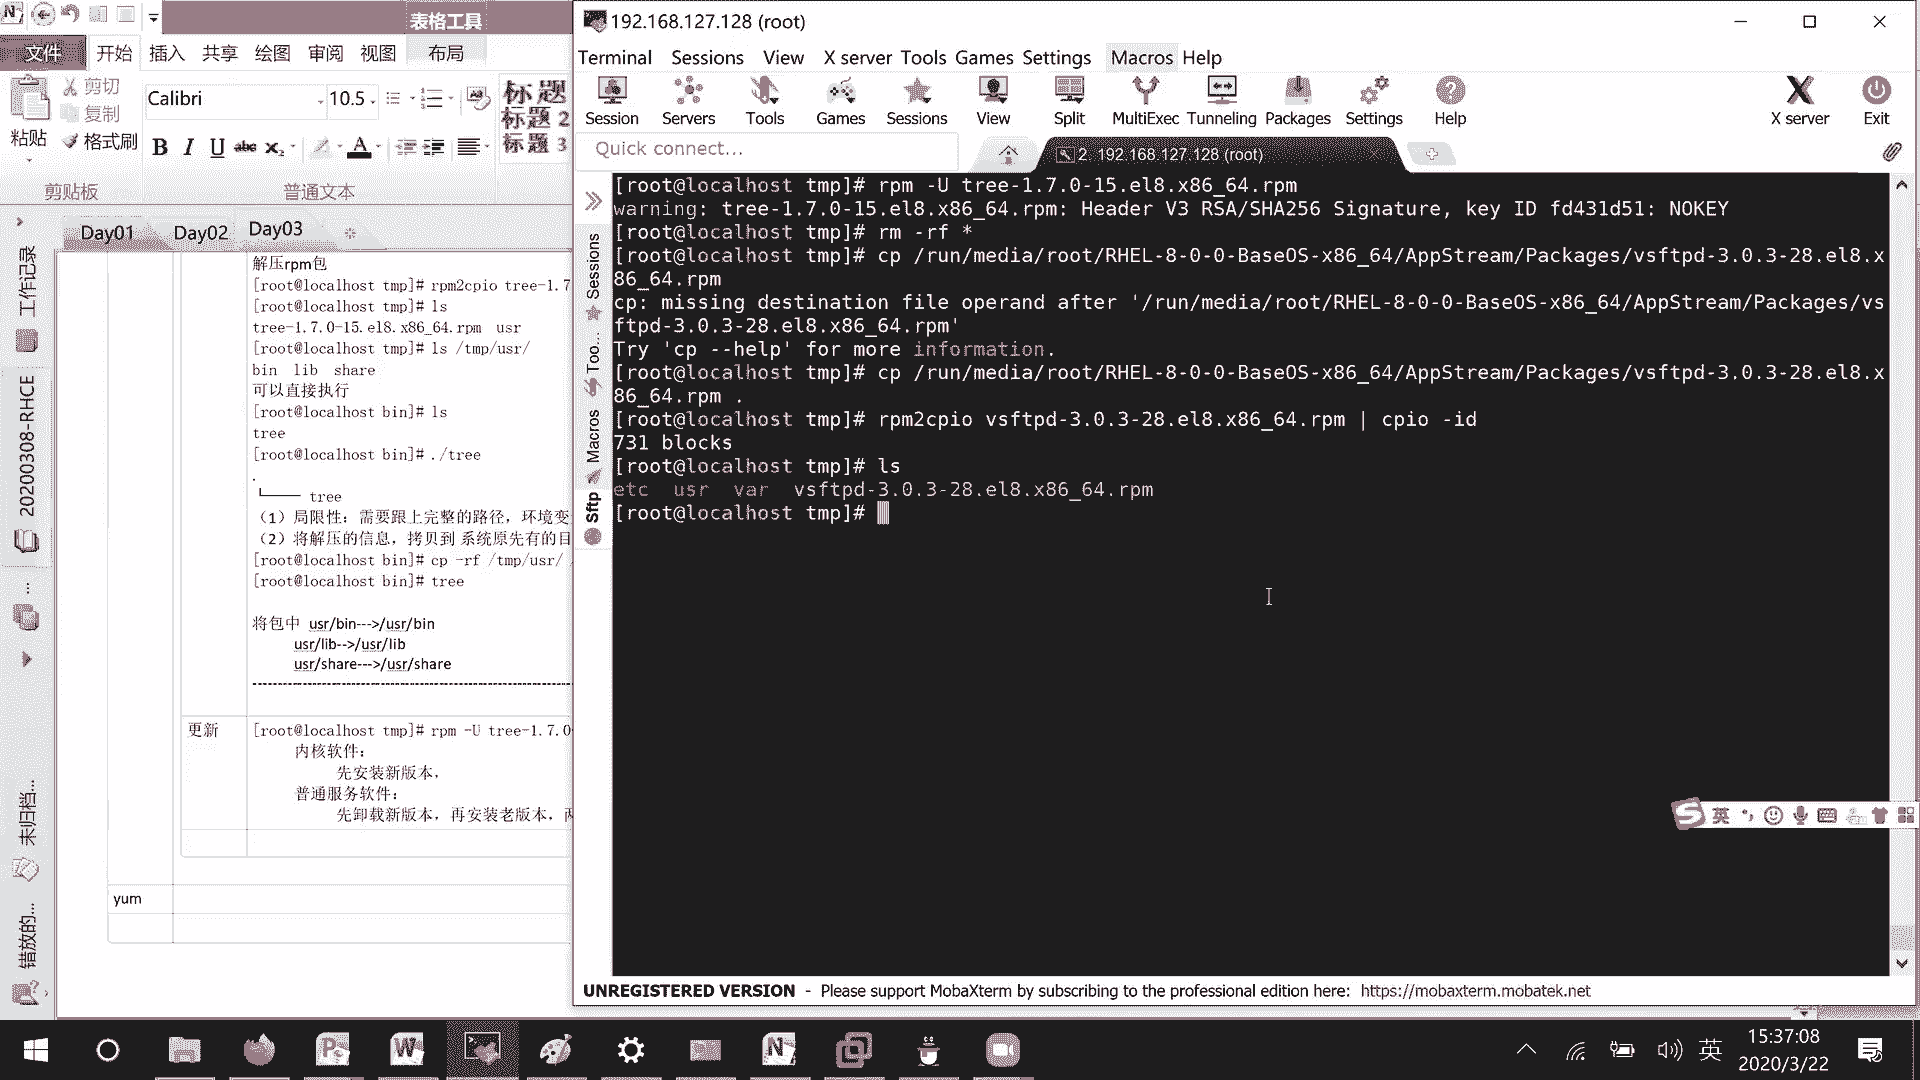 表格工具
文件 开始 插入 共享 绘图 审阅 视图 布局
剪切
复制
粘贴 格式刷
Calibri 10.5
标题
标题 2
标题 3
B I U abc x₂ A
剪贴板 普通文本
Day01 Day02 Day03
工作记录
20200308-RHCE
...
未归档...
错放的...
解压rpm包
[root@localhost tmp]# rpm2cpio tree-1.7
[root@localhost tmp]# ls
tree-1.7.0-15.el8.x86_64.rpm usr
[root@localhost tmp]# ls /tmp/usr/
bin lib share
可以直接执行
[root@localhost bin]# ls
tree
[root@localhost bin]# ./tree
.
└── tree
（1）局限性：需要跟上完整的路径，环境变
（2）将解压的信息，拷贝到 系统原先有的目
[root@localhost bin]# cp -rf /tmp/usr/
[root@localhost bin]# tree
将包中 usr/bin--->/usr/bin
usr/lib-->/usr/lib
usr/share--->/usr/share
更新 [root@localhost tmp]# rpm -U tree-1.7.0
内核软件：
先安装新版本，
普通服务软件：
先卸载新版本，再安装老版本，
yum
192.168.127.128 (root)
Terminal Sessions View X server Tools Games Settings Macros Help
Session Servers Tools Games Sessions View Split MultiExec Tunneling Packages Settings Help X server Exit
Quick connect...
2. 192.168.127.128 (root)
Sessions
Too...
Macros
Sftp
[root@localhost tmp]# rpm -U tree-1.7.0-15.el8.x86_64.rpm
warning: tree-1.7.0-15.el8.x86_64.rpm: Header V3 RSA/SHA256 Signature, key ID fd431d51: NOKEY
[root@localhost tmp]# rm -rf *
[root@localhost tmp]# cp /run/media/root/RHEL-8-0-0-BaseOS-x86_64/AppStream/Packages/vsftpd-3.0.3-28.el8.x
86_64.rpm
cp: missing destination file operand after '/run/media/root/RHEL-8-0-0-BaseOS-x86_64/AppStream/Packages/vs
ftpd-3.0.3-28.el8.x86_64.rpm'
Try 'cp --help' for more information.
[root@localhost tmp]# cp /run/media/root/RHEL-8-0-0-BaseOS-x86_64/AppStream/Packages/vsftpd-3.0.3-28.el8.x
86_64.rpm .
[root@localhost tmp]# rpm2cpio vsftpd-3.0.3-28.el8.x86_64.rpm | cpio -id
731 blocks
[root@localhost tmp]# ls
etc usr var vsftpd-3.0.3-28.el8.x86_64.rpm
[root@localhost tmp]#
英
UNREGISTERED VERSION - Please support MobaXterm by subscribing to the professional edition here: https://mobaxterm.mobatek.net
英
15:37:08
2020/3/22